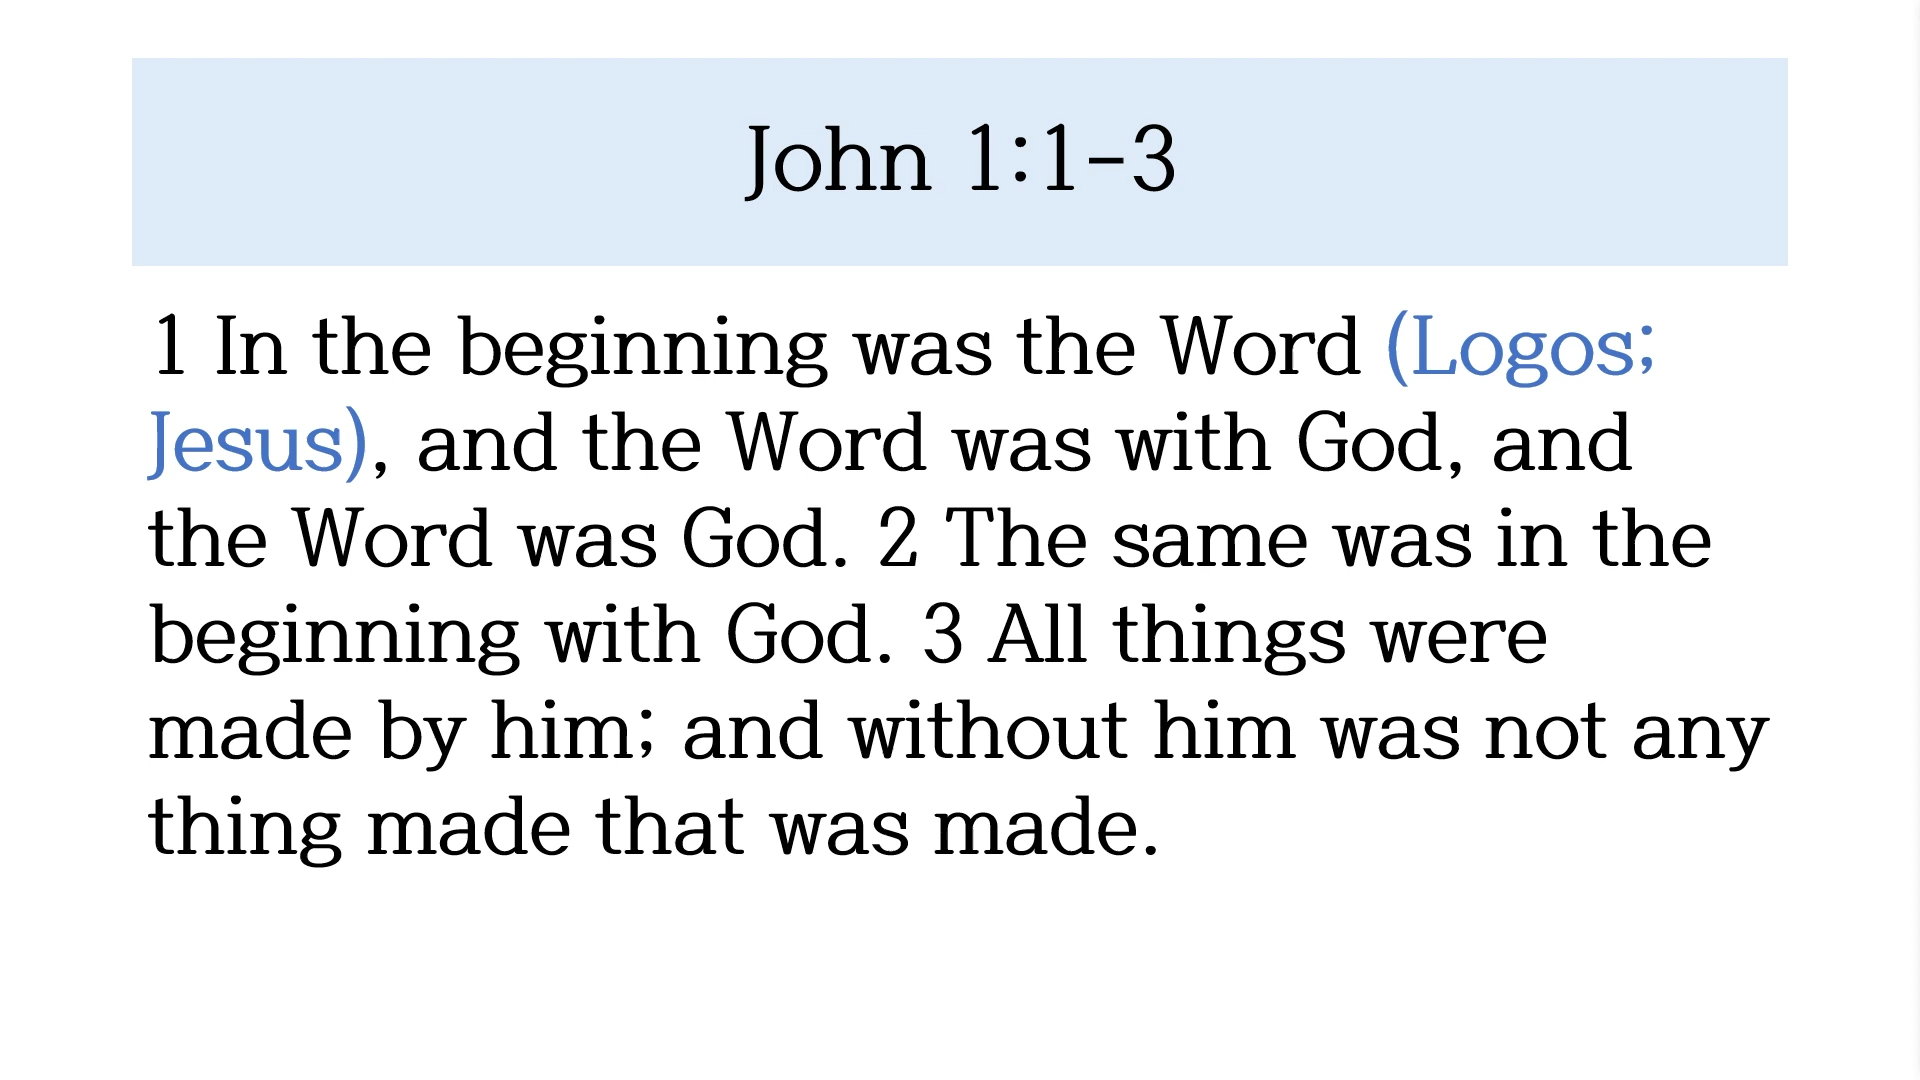 John 1:1-3
1 In the beginning was the Word (Logos;
Jesus), and the Word was with God, and
the Word was God. 2 The same was in the
beginning with God. 3 All things were
made by him; and without him was not any
thing made that was made.